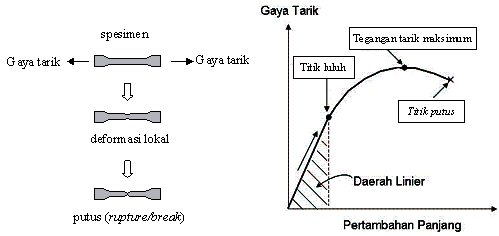 spesimen
Gaya tarik
Gaya tarik
deformasi lokal
putus (rupture/break)
Gaya Tarik
Tegangan tarik maksimum
Titik luluh
Titik putus
Daerah Linier
Pertambahan Panjang